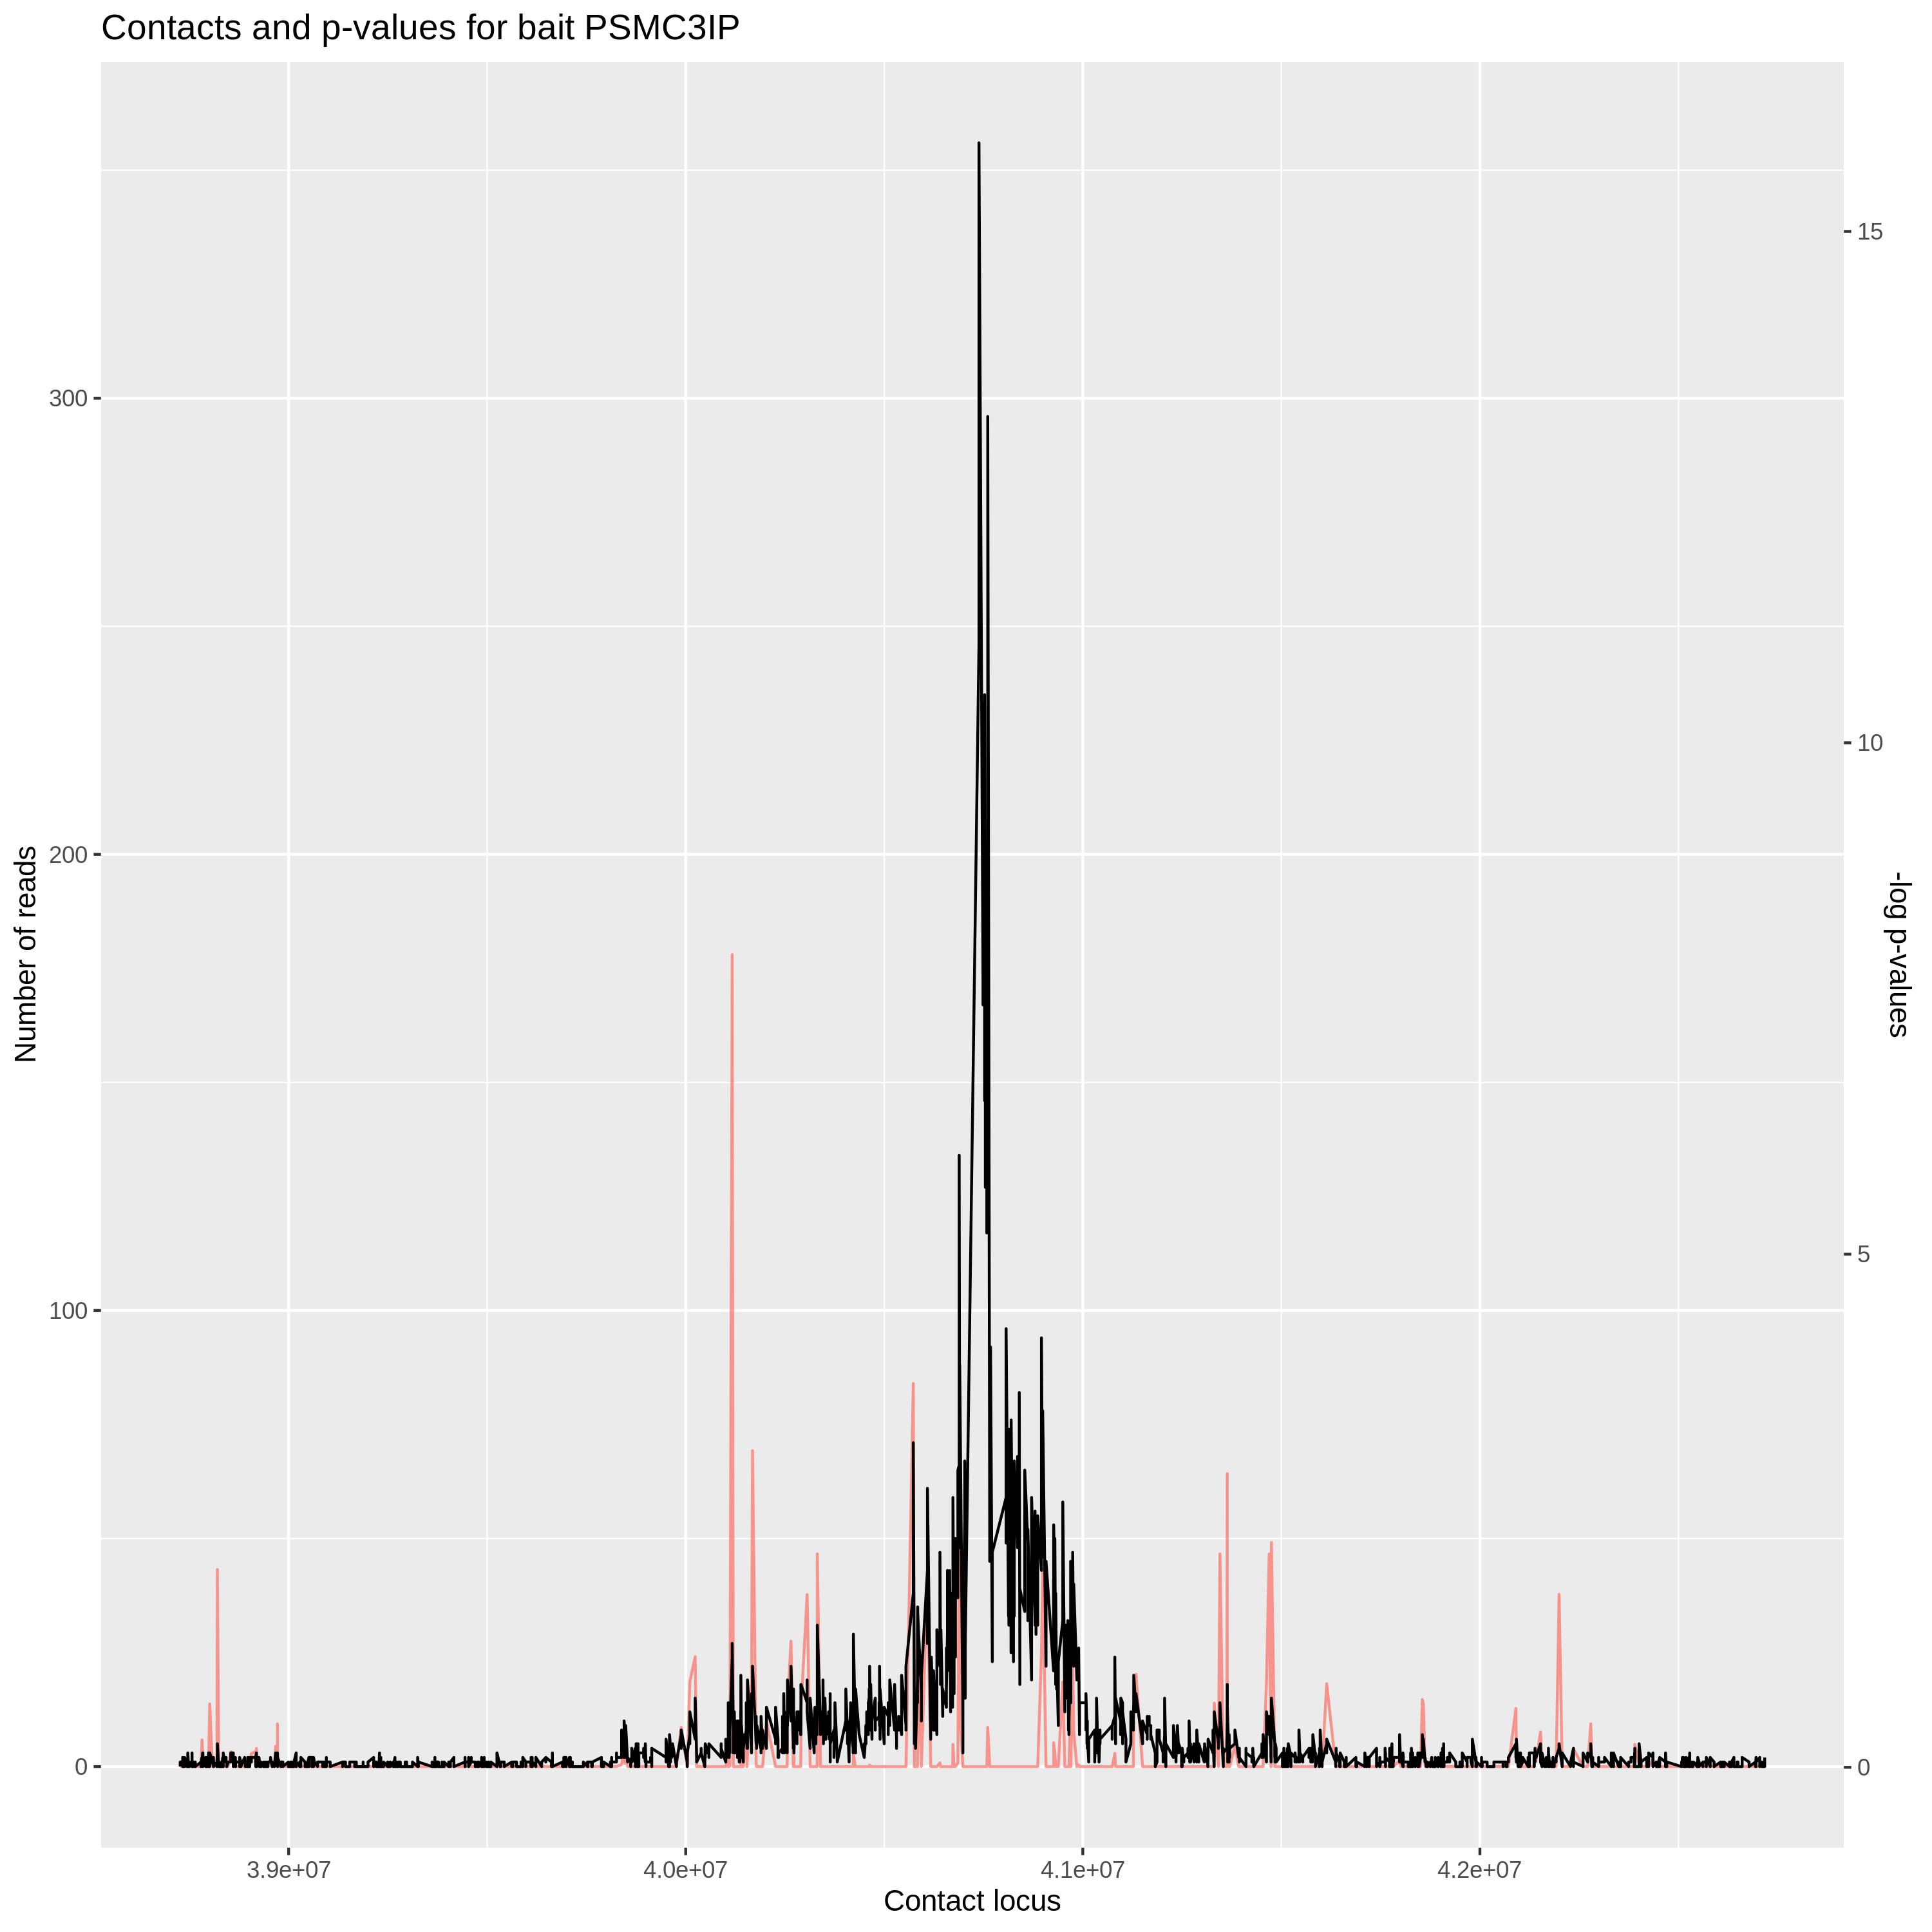 Contacts and p-values for bait PSMC3IP
Number of reads
300
200
100
0
15
10
5
0
-log p-values
3.9e+07
4.0e+07
4.1e+07
4.2e+07
Contact locus